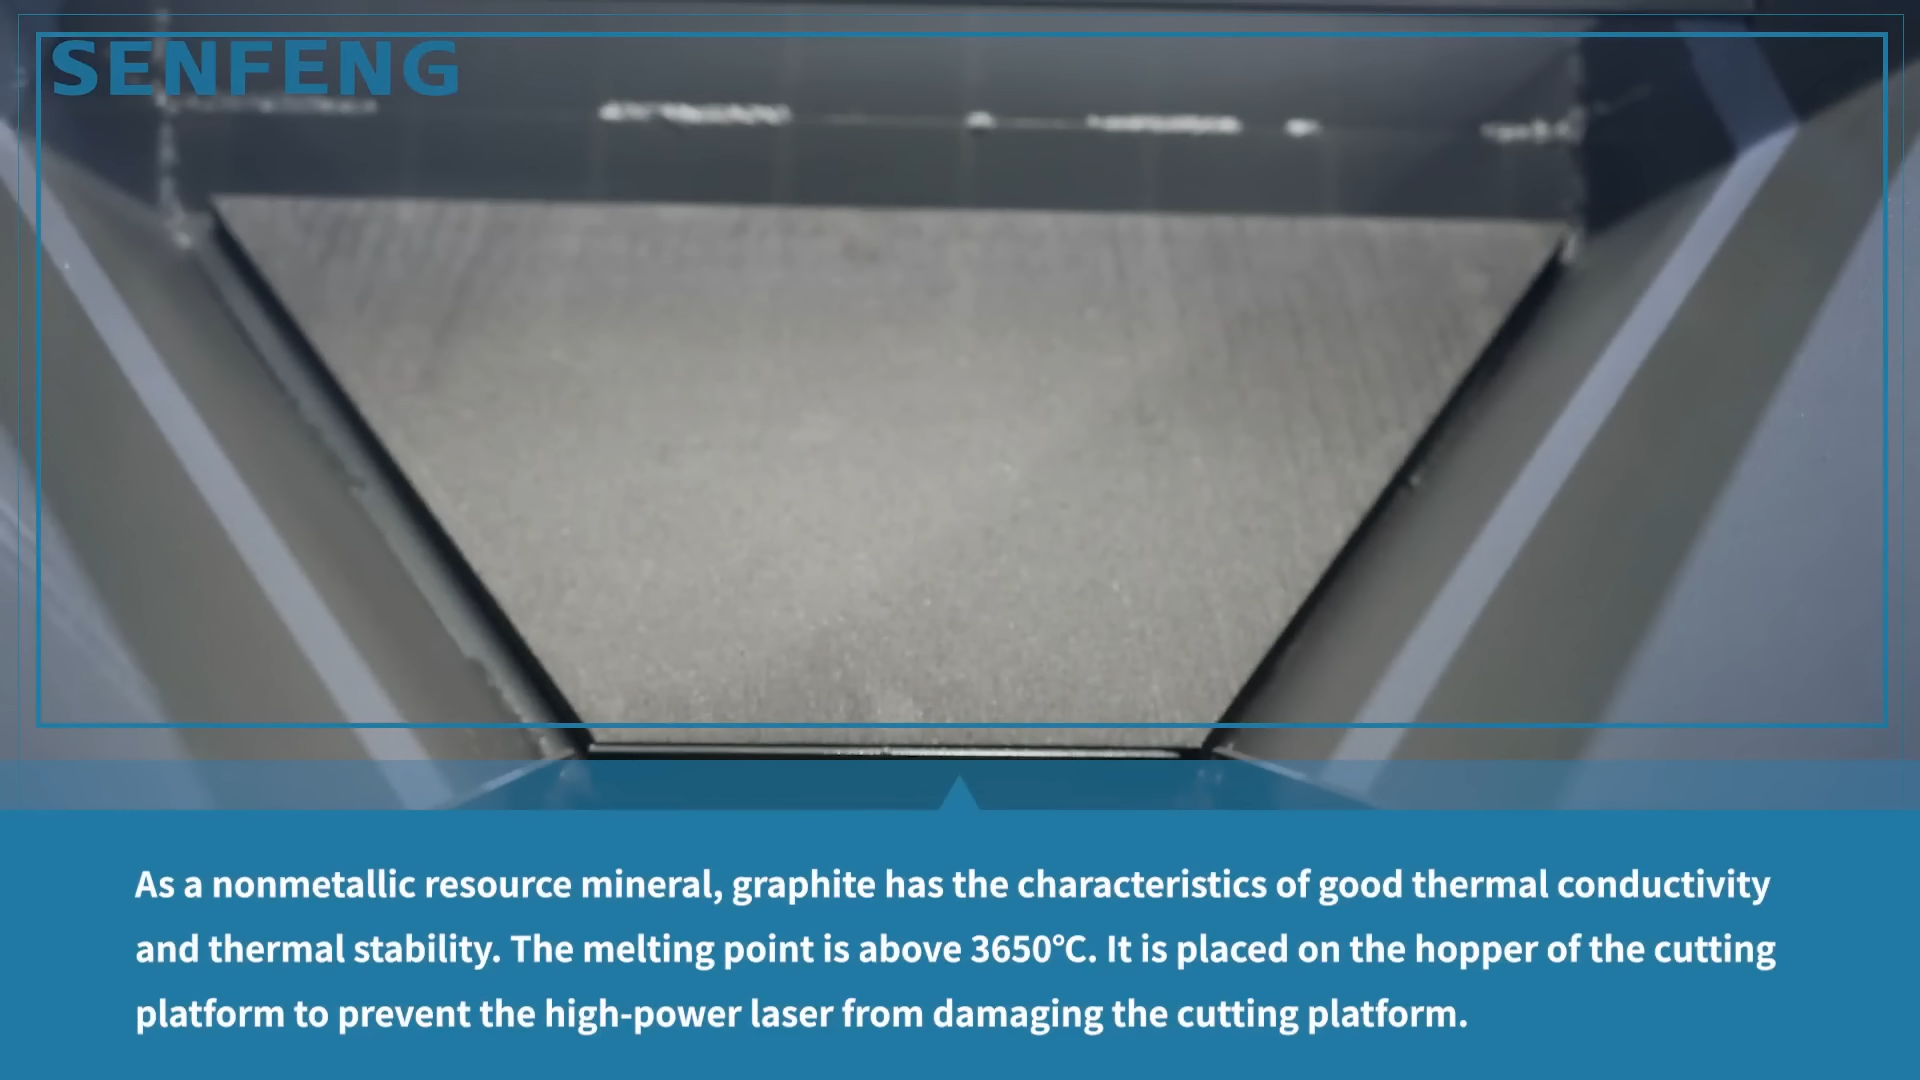 SENFENG
As a nonmetallic resource mineral, graphite has the characteristics of good thermal conductivity
and thermal stability. The melting point is above 3650℃. It is placed on the hopper of the cutting
platform to prevent the high-power laser from damaging the cutting platform.